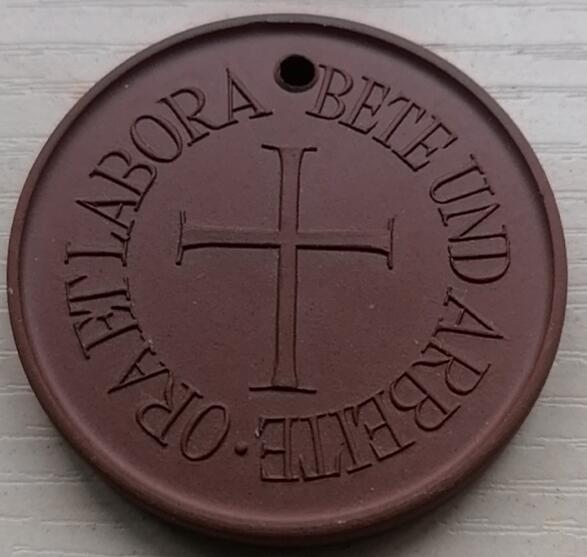 BETE UND ARBEITE · ORA ET LABORA